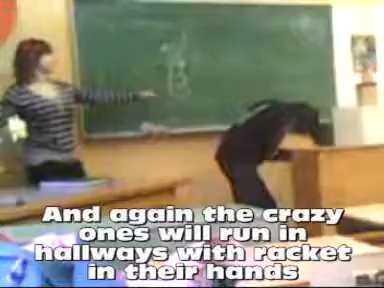 And again the crazy
ones will run in
hallways with racket
in their hands